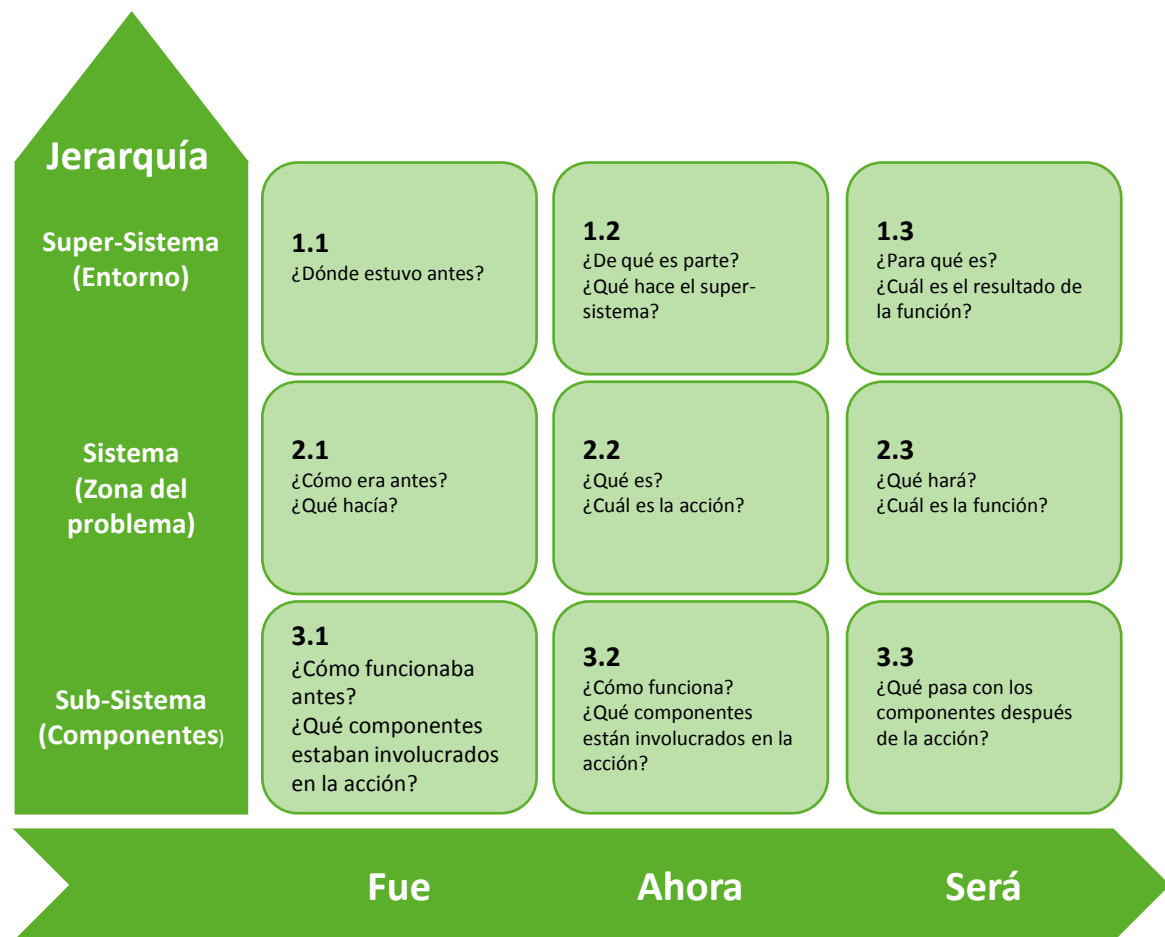 Jerarquía
Super-Sistema
(Entorno)
1.1
¿Dónde estuvo antes?
1.2
¿De qué es parte?
¿Qué hace el super-
sistema?
1.3
¿Para qué es?
¿Cuál es el resultado de
la función?
Sistema
(Zona del
problema)
2.1
¿Cómo era antes?
¿Qué hacía?
2.2
¿Qué es?
¿Cuál es la acción?
2.3
¿Qué hará?
¿Cuál es la función?
Sub-Sistema
(Componentes)
3.1
¿Cómo funcionaba
antes?
¿Qué componentes
estaban involucrados
en la acción?
3.2
¿Cómo funciona?
¿Qué componentes
están involucrados en la
acción?
3.3
¿Qué pasa con los
componentes después
de la acción?
Fue
Ahora
Será